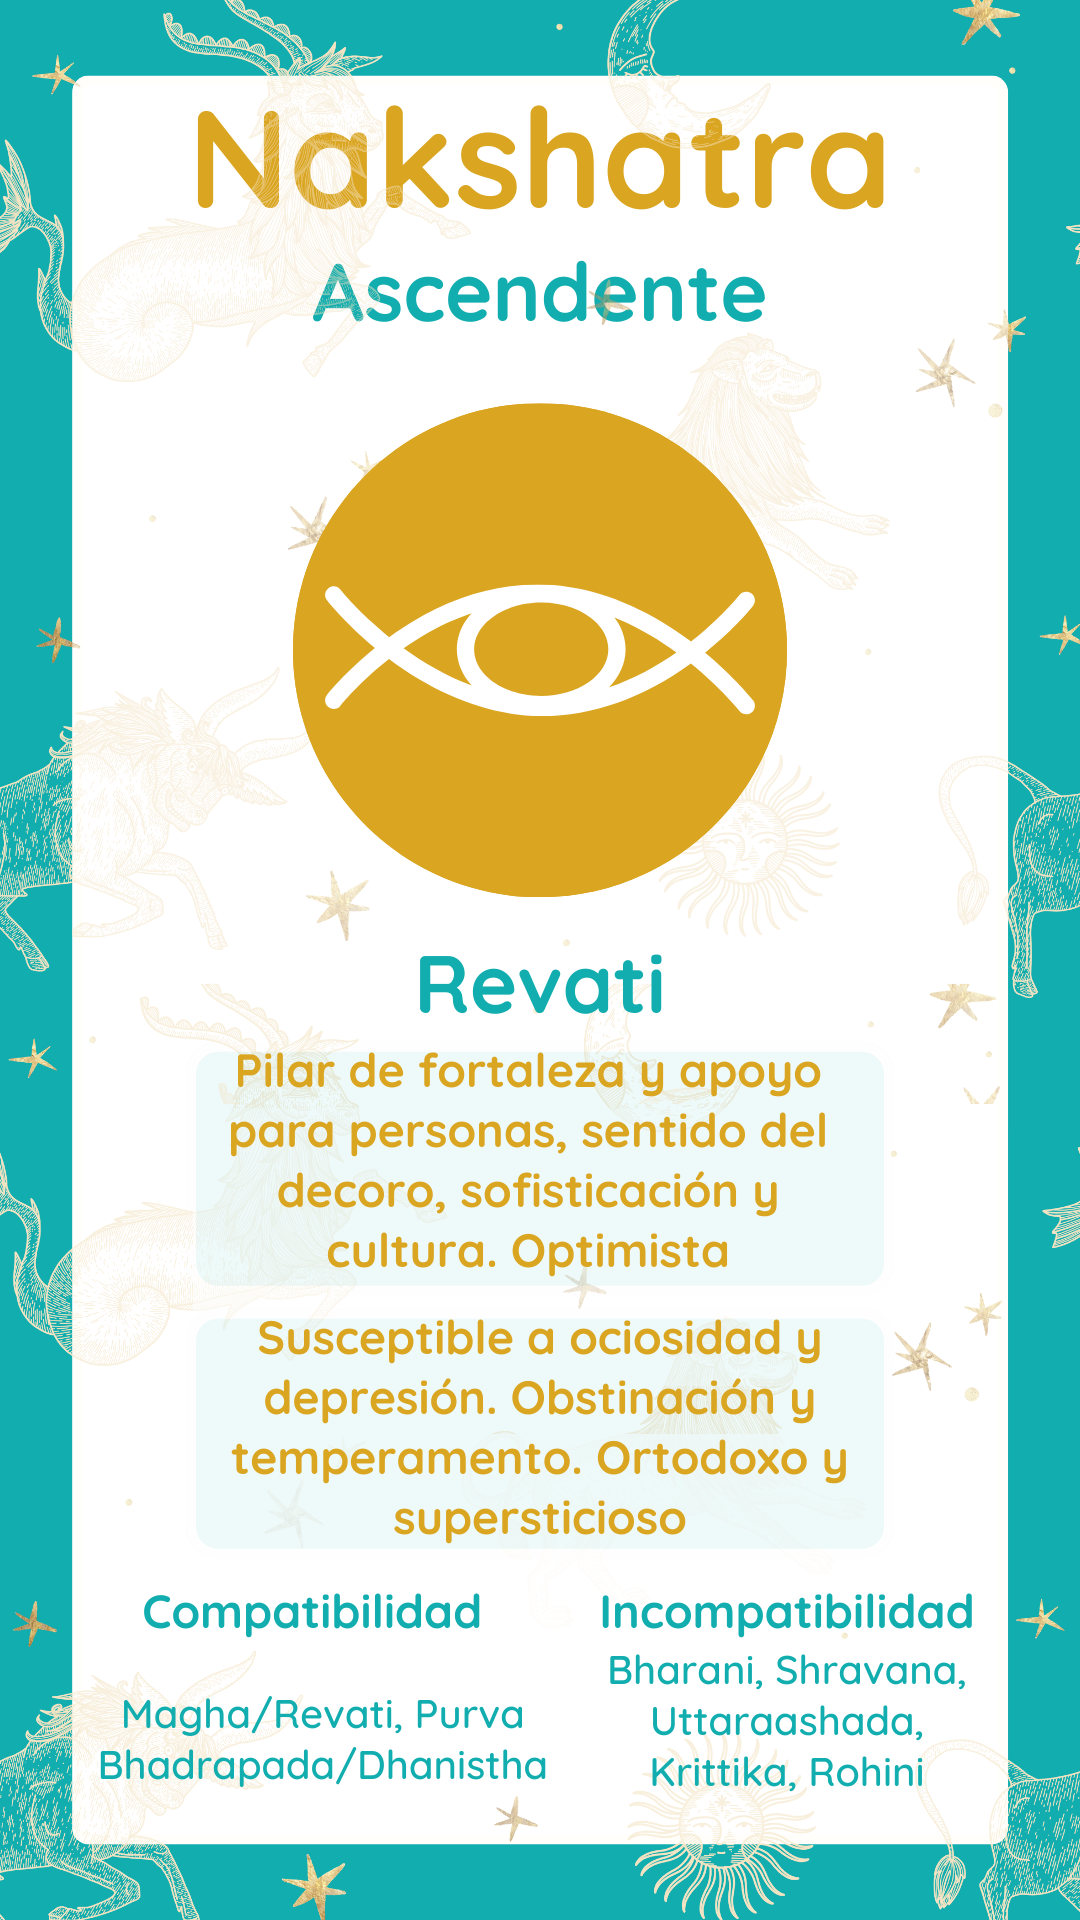 Nakshatra
Ascendente
Revati
Pilar de fortaleza y apoyo
para personas, sentido del
decoro, sofisticación y
cultura. Optimista
Susceptible a ociosidad y
depresión. Obstinación y
temperamento. Ortodoxo y
supersticioso
Compatibilidad
Magha/Revati, Purva
Bhadrapada/Dhanistha
Incompatibilidad
Bharani, Shravana,
Uttaraashada,
Krittika, Rohini